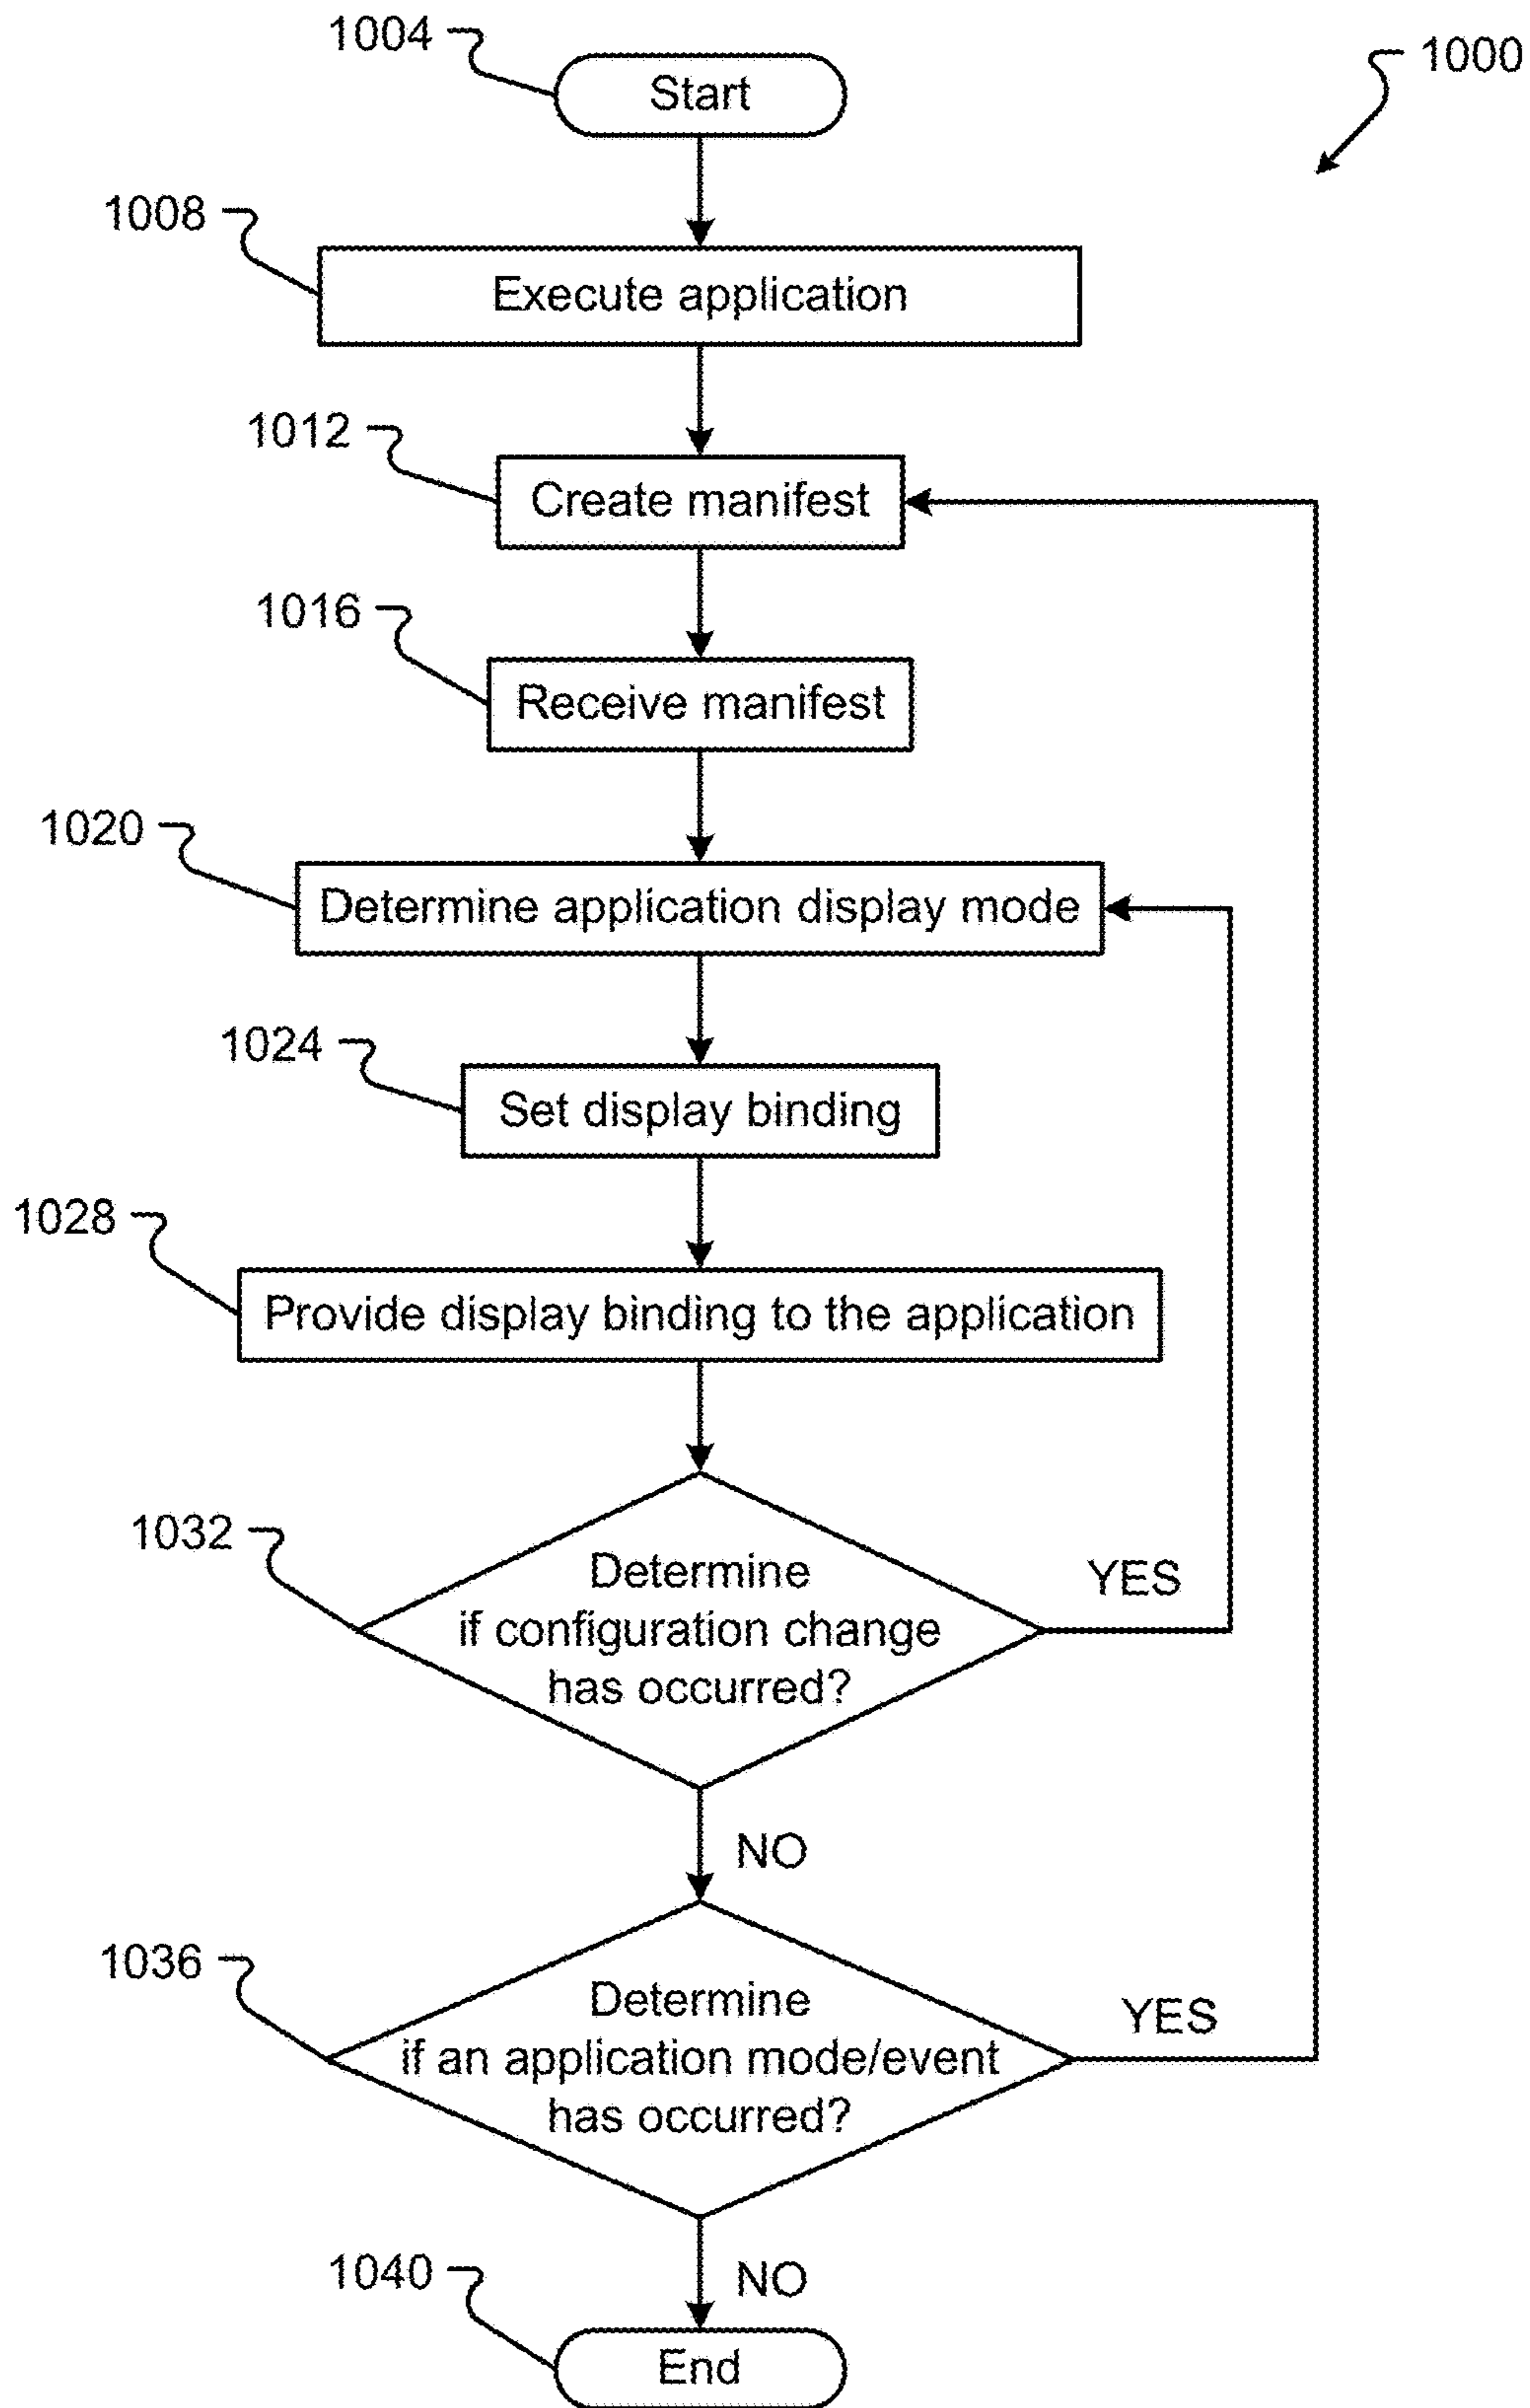 1004
Start
1000
1008
Execute application
1012
Create manifest
1016
Receive manifest
1020
Determine application display mode
1024
Set display binding
1028
Provide display binding to the application
1032
Determine
if configuration change
has occurred?
YES
NO
1036
Determine
if an application mode/event
has occurred?
YES
NO
1040
End